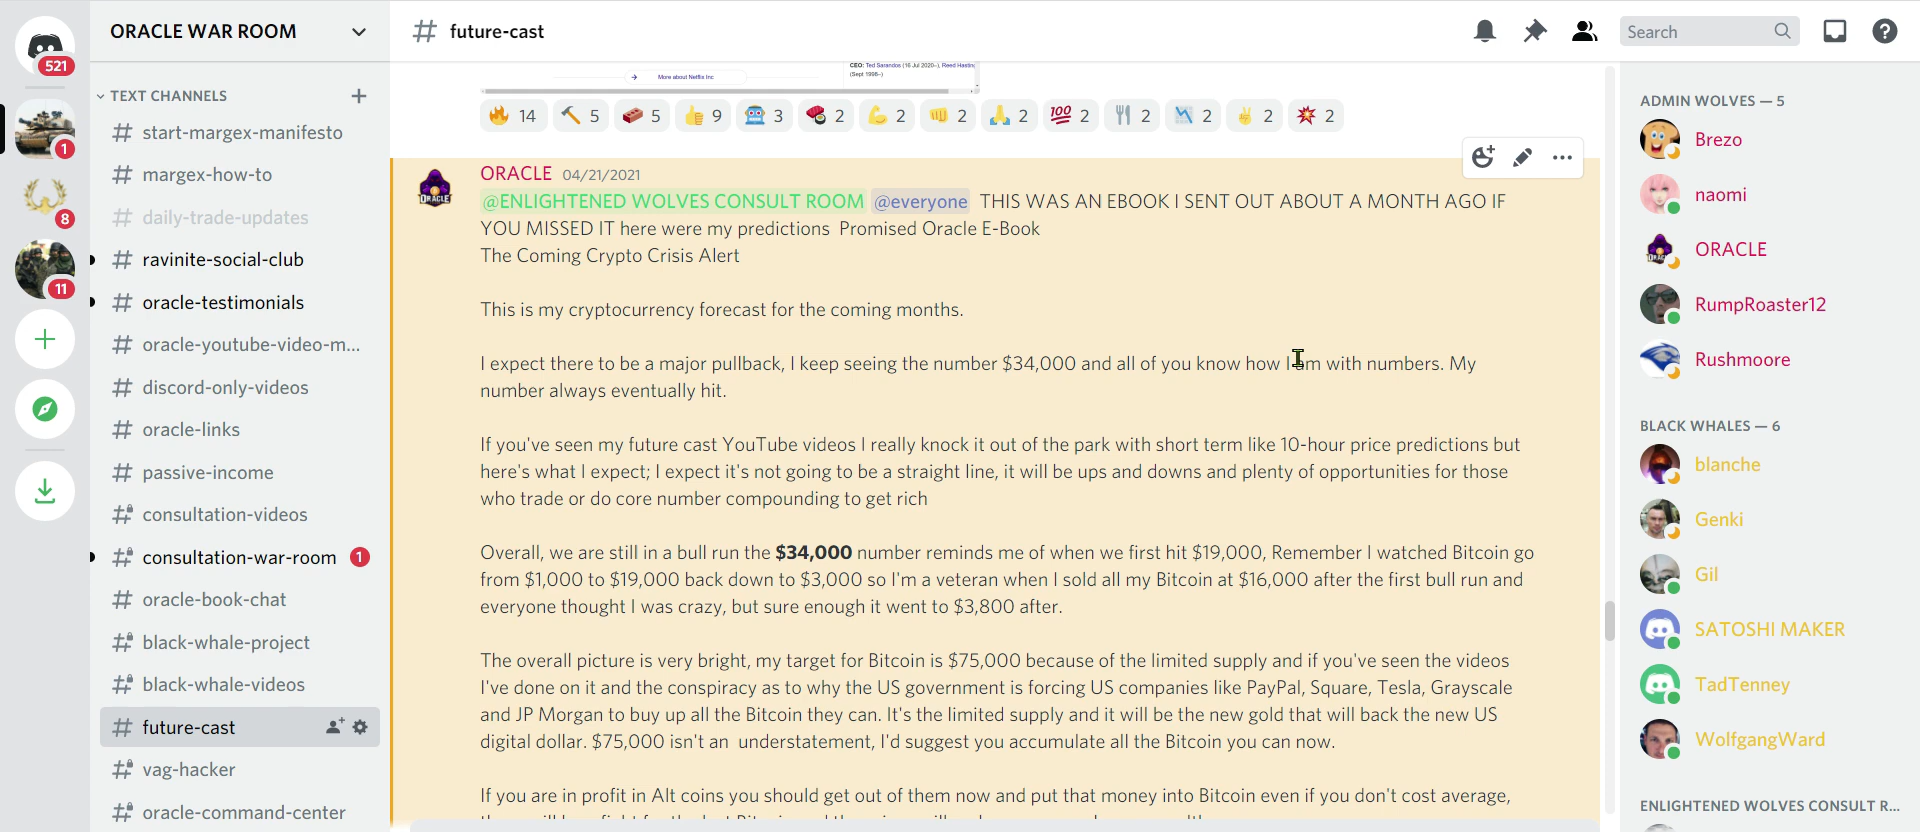 521
1
8
11
ORACLE WAR ROOM
TEXT CHANNELS
start-margex-manifesto
margex-how-to
daily-trade-updates
ravinite-social-club
oracle-testimonials
oracle-youtube-video-m...
discord-only-videos
oracle-links
passive-income
consultation-videos
consultation-war-room 1
oracle-book-chat
black-whale-project
black-whale-videos
future-cast
vag-hacker
oracle-command-center
# future-cast
Search
More about Netflix Inc
CEO: Ted Sarandos (16 Jul 2020–), Reed Hastin
(Sept 1998–)
14 5 5 9 3 2 2 2 2 100 2 2 2 2 2
ORACLE 04/21/2021
@ENLIGHTENED WOLVES CONSULT ROOM @everyone THIS WAS AN EBOOK I SENT OUT ABOUT A MONTH AGO IF
YOU MISSED IT here were my predictions Promised Oracle E-Book
The Coming Crypto Crisis Alert
This is my cryptocurrency forecast for the coming months.
I expect there to be a major pullback, I keep seeing the number $34,000 and all of you know how I am with numbers. My
number always eventually hit.
If you've seen my future cast YouTube videos I really knock it out of the park with short term like 10-hour price predictions but
here's what I expect; I expect it's not going to be a straight line, it will be ups and downs and plenty of opportunities for those
who trade or do core number compounding to get rich
Overall, we are still in a bull run the $34,000 number reminds me of when we first hit $19,000, Remember I watched Bitcoin go
from $1,000 to $19,000 back down to $3,000 so I'm a veteran when I sold all my Bitcoin at $16,000 after the first bull run and
everyone thought I was crazy, but sure enough it went to $3,800 after.
The overall picture is very bright, my target for Bitcoin is $75,000 because of the limited supply and if you've seen the videos
I've done on it and the conspiracy as to why the US government is forcing US companies like PayPal, Square, Tesla, Grayscale
and JP Morgan to buy up all the Bitcoin they can. It's the limited supply and it will be the new gold that will back the new US
digital dollar. $75,000 isn't an understatement, I'd suggest you accumulate all the Bitcoin you can now.
If you are in profit in Alt coins you should get out of them now and put that money into Bitcoin even if you don't cost average,
ADMIN WOLVES — 5
Brezo
naomi
ORACLE
RumpRoaster12
Rushmoore
BLACK WHALES — 6
blanche
Genki
Gil
SATOSHI MAKER
TadTenney
WolfgangWard
ENLIGHTENED WOLVES CONSULT R...